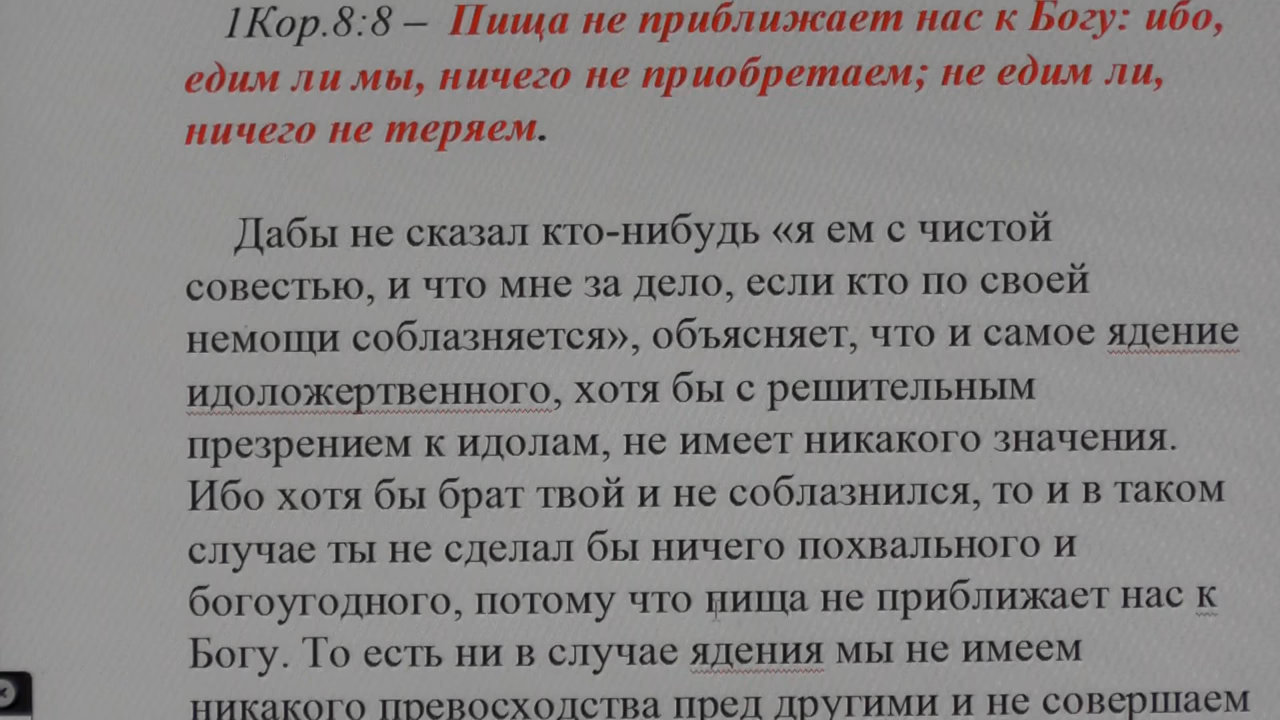 1Кор.8:8 – Пища не приближает нас к Богу: ибо,
едим ли мы, ничего не приобретаем; не едим ли,
ничего не теряем.
Дабы не сказал кто-нибудь «я ем с чистой
совестью, и что мне за дело, если кто по своей
немощи соблазняется», объясняет, что и самое ядение
идоложертвенного, хотя бы с решительным
презрением к идолам, не имеет никакого значения.
Ибо хотя бы брат твой и не соблазнился, то и в таком
случае ты не сделал бы ничего похвального и
богоугодного, потому что пища не приближает нас к
Богу. То есть ни в случае ядения мы не имеем
никакого превосходства пред другими и не совершаем